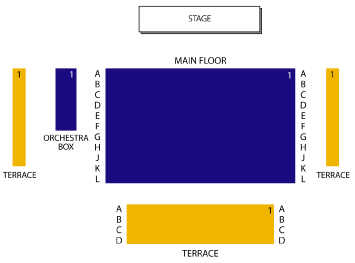 STAGE
MAIN FLOOR
1
1
1
1
A
B
C
D
E
F
G
H
J
K
L
A
B
C
D
E
F
G
H
J
K
L
ORCHESTRA
BOX
TERRACE
TERRACE
A
B
C
D
1
A
B
C
D
TERRACE